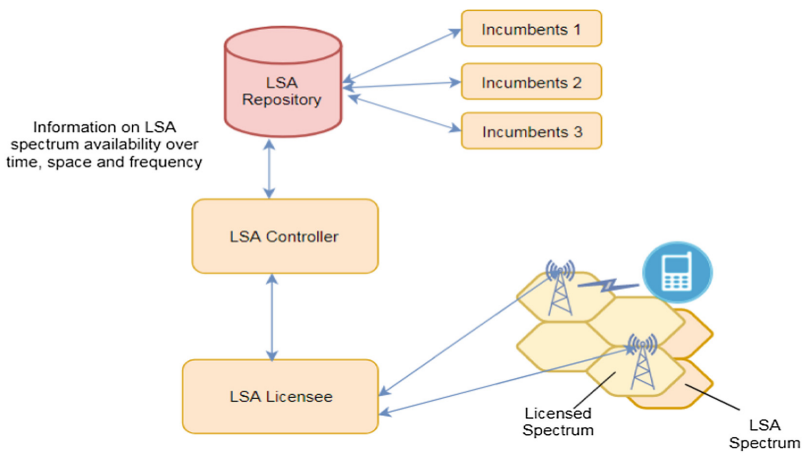 Incumbents 1
LSA
Repository
Incumbents 2
Incumbents 3
Information on LSA
spectrum availability over
time, space and frequency
LSA Controller
LSA Licensee
Licensed
Spectrum
LSA
Spectrum